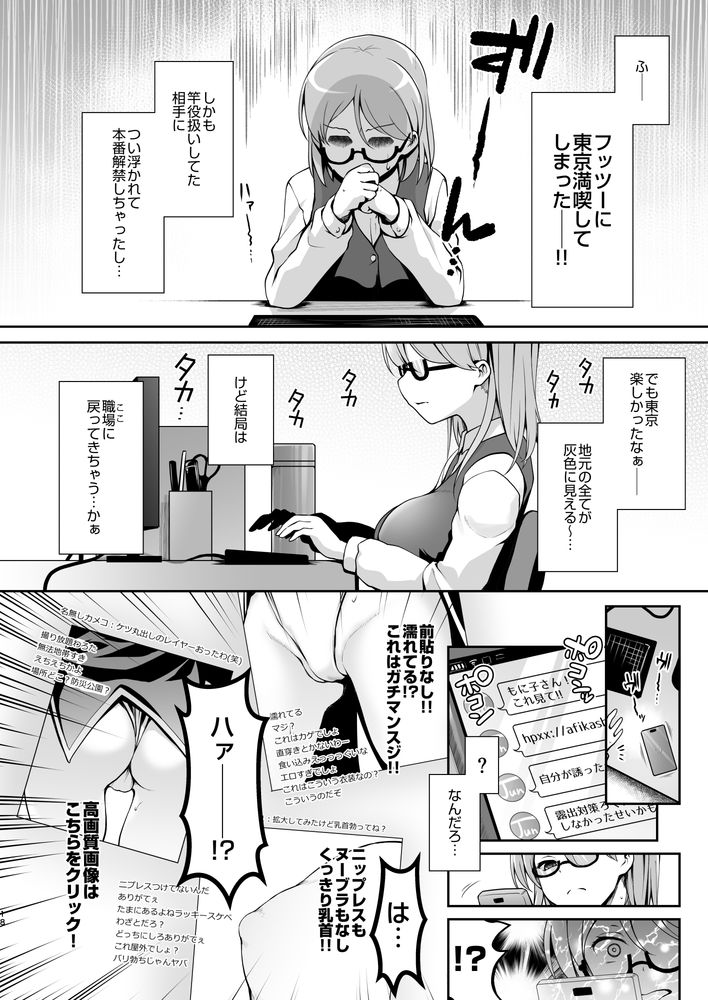 ふ――
フッツーに
東京満喫して
しまった――!!
ず〜ん
はぁ〜…
しかも
竿役扱いしてた
相手に
つい浮かれて
本番解禁しちゃったし…
でも東京
楽しかったなぁ――
地元の全てが
灰色に見える〜…
タカ
タカ
タカ
タカ…
けど結局は
職場に
ここ
戻ってきちゃう…かぁ
ポコン
ポコンッ
もに子さん
これ見て!!
hpxx://afikast
自分が誘った
露出対策ろく
しなかったせいかも
Jun
Jun
Jun
?
なんだろ…
!?
前貼りなし!!
濡れてる!?
これはガチマンスジ!!
名無しカメコ：ケツ丸出しのレイヤーおったわ(笑)
撮り放題わろた
無法地帯すき
えちえちかよ
場所どこ？防災公園？
濡れてる
マジ？
これはカゲでしょ
直穿きとかないわー
食い込みえっっっぐいな
エロすぎでしょ
これはこういう衣装なの？
こういうのだぞ
：拡大してみたけど乳首勃ってね？
ハァ――!?
は…
ニップレスも
ヌーブラもなし
くっきり乳首!!
高画質画像は
こちらをクリック！
ニプレスつけてないんだ
ありがてぇ
たまにあるよねラッキースケベ
わざとだろ？
どっちにしろありがてぇ
これ屋外でしょ？
バリ勃ちじゃんヤバ
18